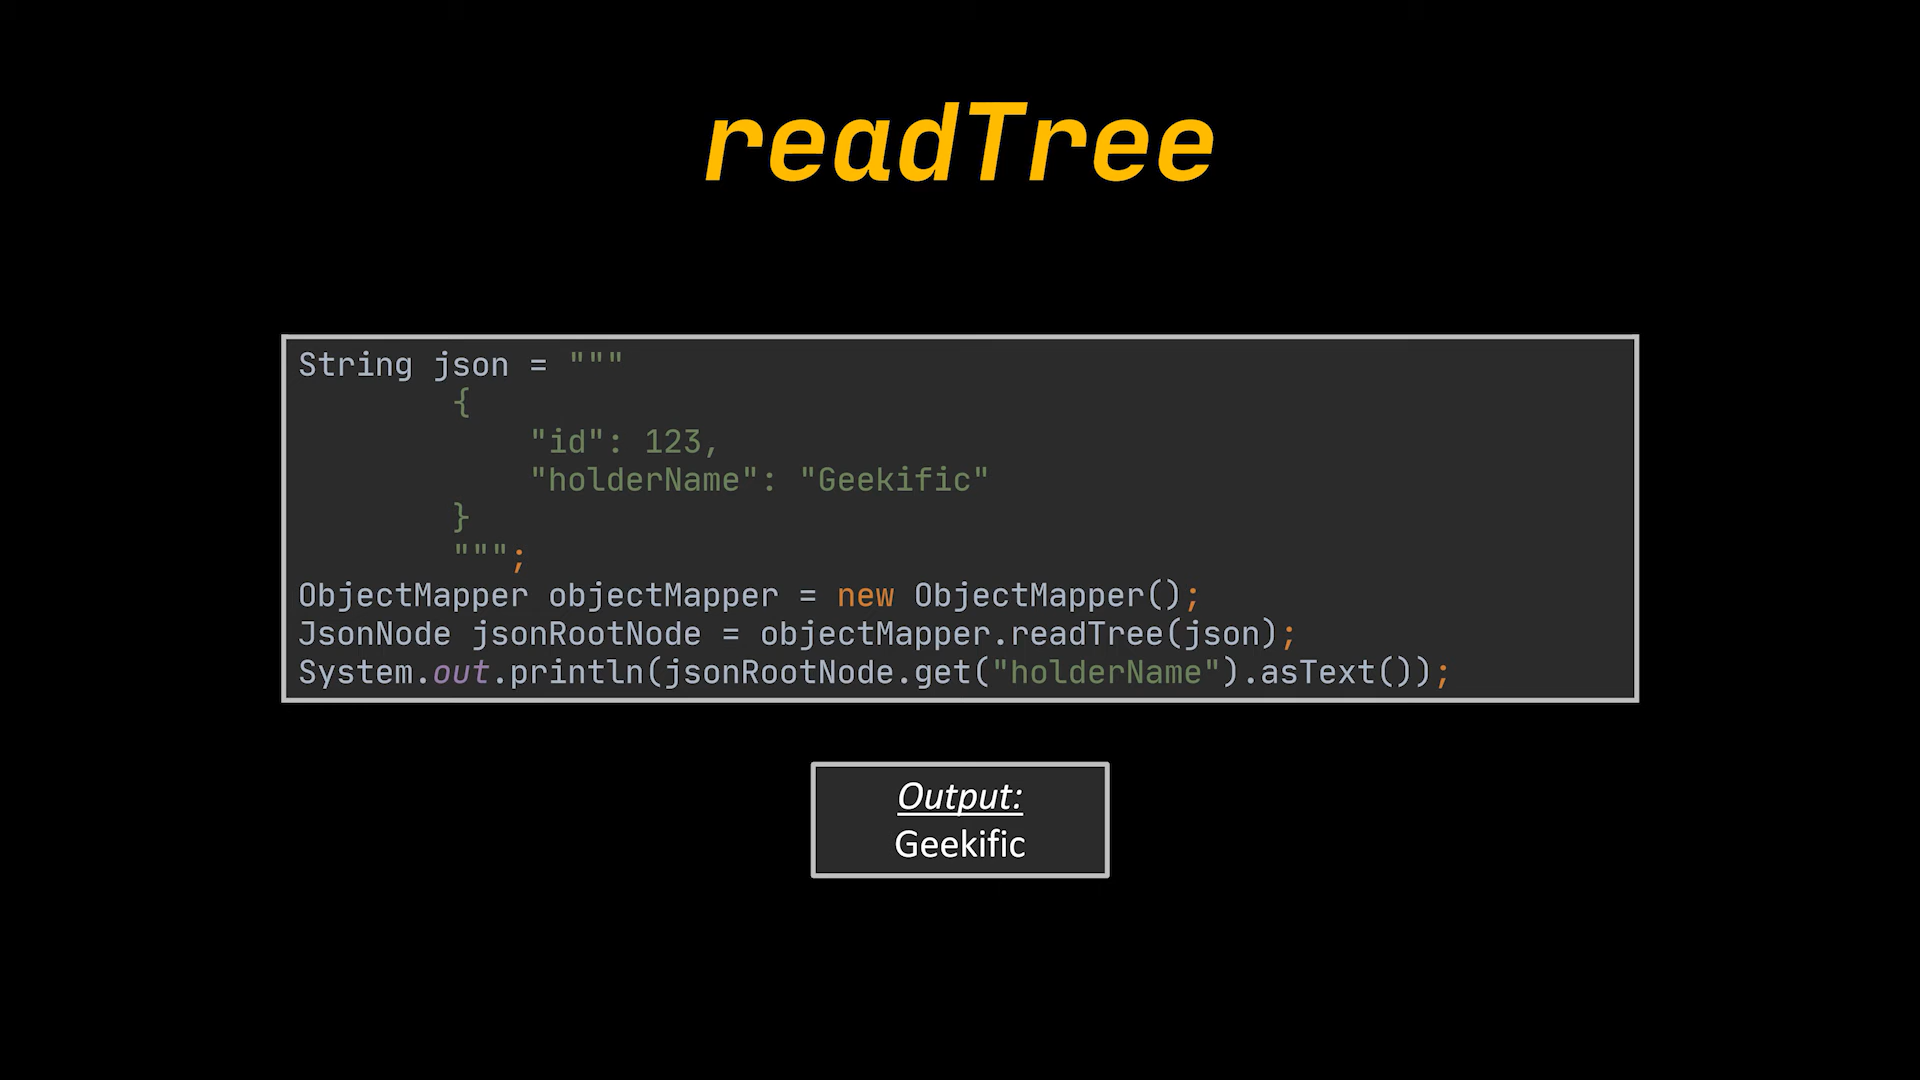 readTree
String json = """
{
"id": 123,
"holderName": "Geekific"
}
""";
ObjectMapper objectMapper = new ObjectMapper();
JsonNode jsonRootNode = objectMapper.readTree(json);
System.out.println(jsonRootNode.get("holderName").asText());
Output:
Geekific